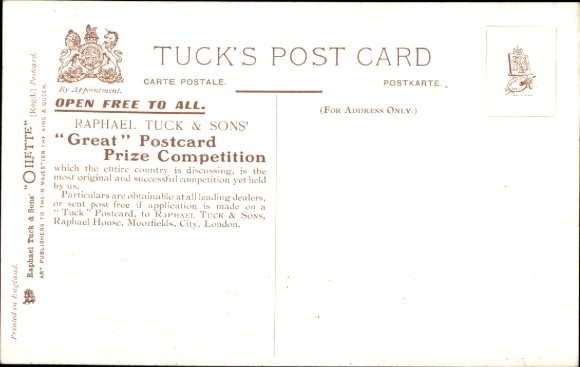 TUCK'S POST CARD
CARTE POSTALE.
POSTKARTE.
By Appointment.
OPEN FREE TO ALL.
RAPHAEL TUCK & SONS'
"Great" Postcard
Prize Competition
which the entire country is discussing, is the
most original and successful competition yet held
by us.
Particulars are obtainable at all leading dealers,
or sent post free if application is made on a
"Tuck" Postcard, to RAPHAEL TUCK & SONS,
Raphael House, Moorfields, City, London.
(FOR ADDRESS ONLY.)
Raphael Tuck & Sons' "OILETTE" [Regd.] Postcard.
ART PUBLISHERS TO THEIR MAJESTIES THE KING & QUEEN.
Printed in England.